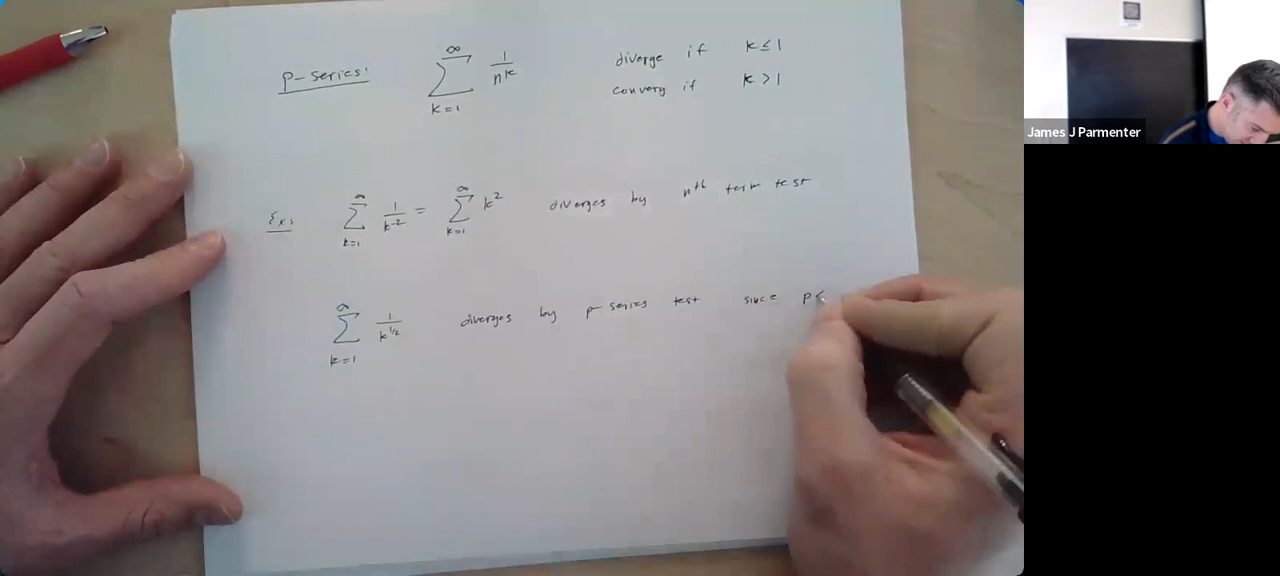 p-series: ∞ Σ k=1 1/n^k diverge if k ≤ 1
converg if k > 1
Ex: ∞ Σ k=1 1/k^-2 = ∞ Σ k=1 k^2 diverges by nth term test
∞ Σ k=1 1/k^1/2 diverges by p-series test since p<
James J Parmenter